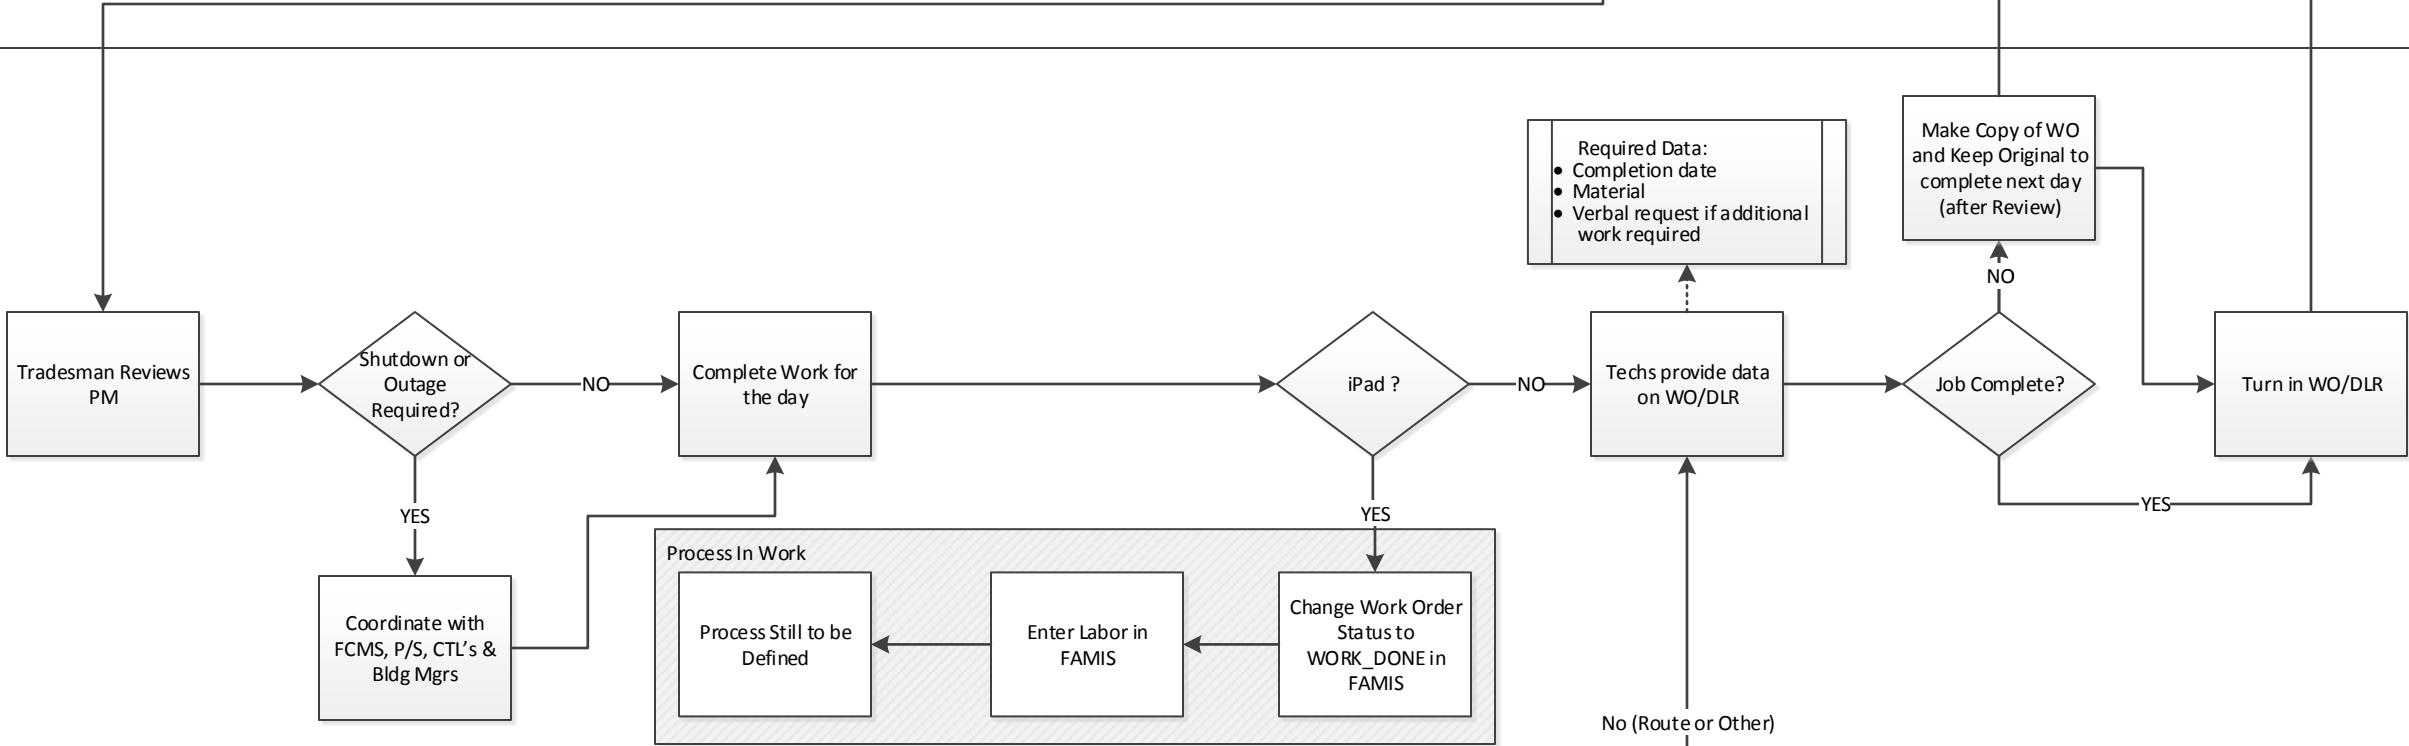 Make Copy of WO
and Keep Original to
complete next day
(after Review)
Required Data:
• Completion date
• Material
• Verbal request if additional
work required
NO
Tradesman Reviews
PM
Shutdown or
Outage
Required?
NO
Complete Work for
the day
iPad ?
NO
Techs provide data
on WO/DLR
Job Complete?
Turn in WO/DLR
YES
YES
YES
Process In Work
Coordinate with
FCMS, P/S, CTL's &
Bldg Mgrs
Process Still to be
Defined
Enter Labor in
FAMIS
Change Work Order
Status to
WORK_DONE in
FAMIS
No (Route or Other)